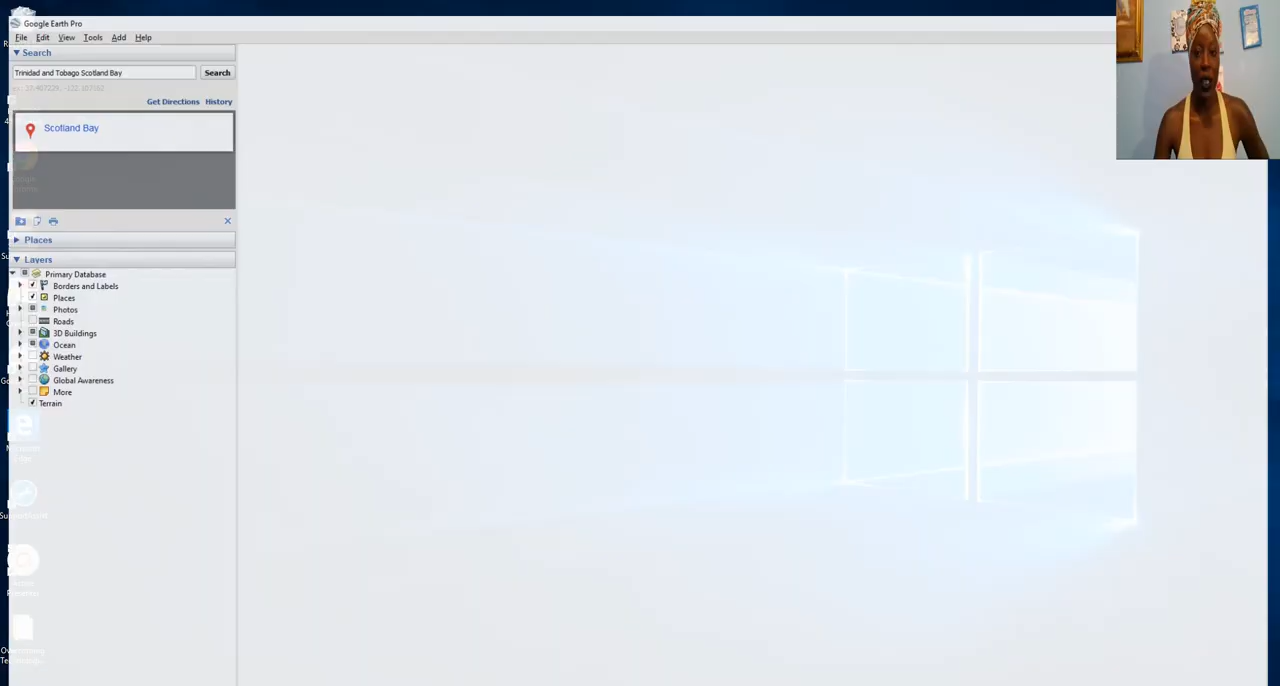 Google Earth Pro
File Edit View Tools Add Help
Search
Trinidad and Tobago Scotland Bay Search
Get Directions History
Scotland Bay
Places
Layers
Primary Database
Borders and Labels
Places
Photos
Roads
3D Buildings
Ocean
Weather
Gallery
Global Awareness
More
Terrain